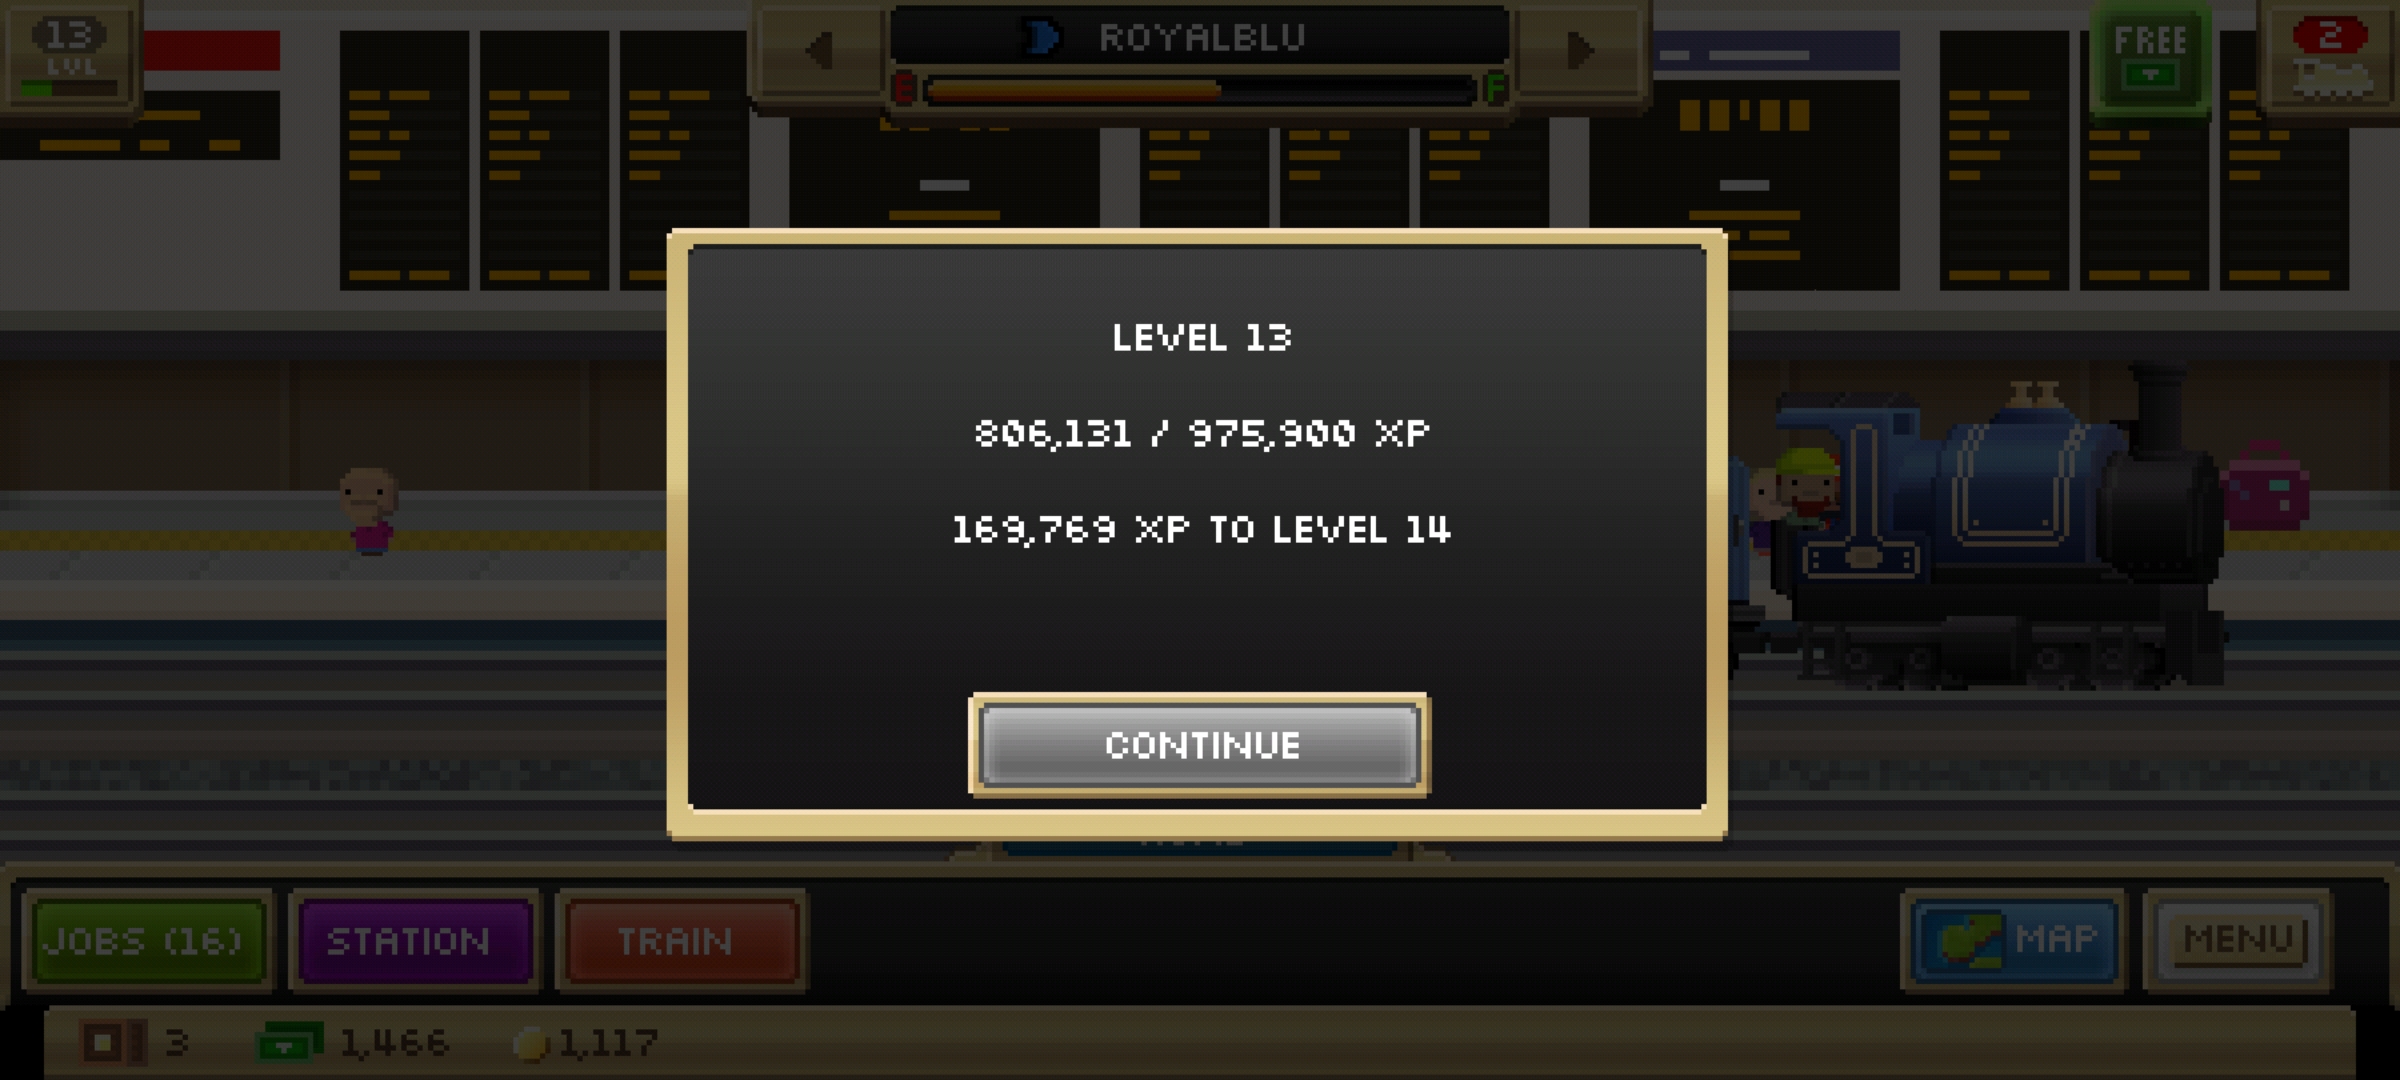 13
LVL
ROYALBLU
E F
FREE
2
LEVEL 13
806,131 / 975,900 XP
169,769 XP TO LEVEL 14
CONTINUE
JOBS (16)
STATION
TRAIN
MAP
MENU
3
1,466
1,117